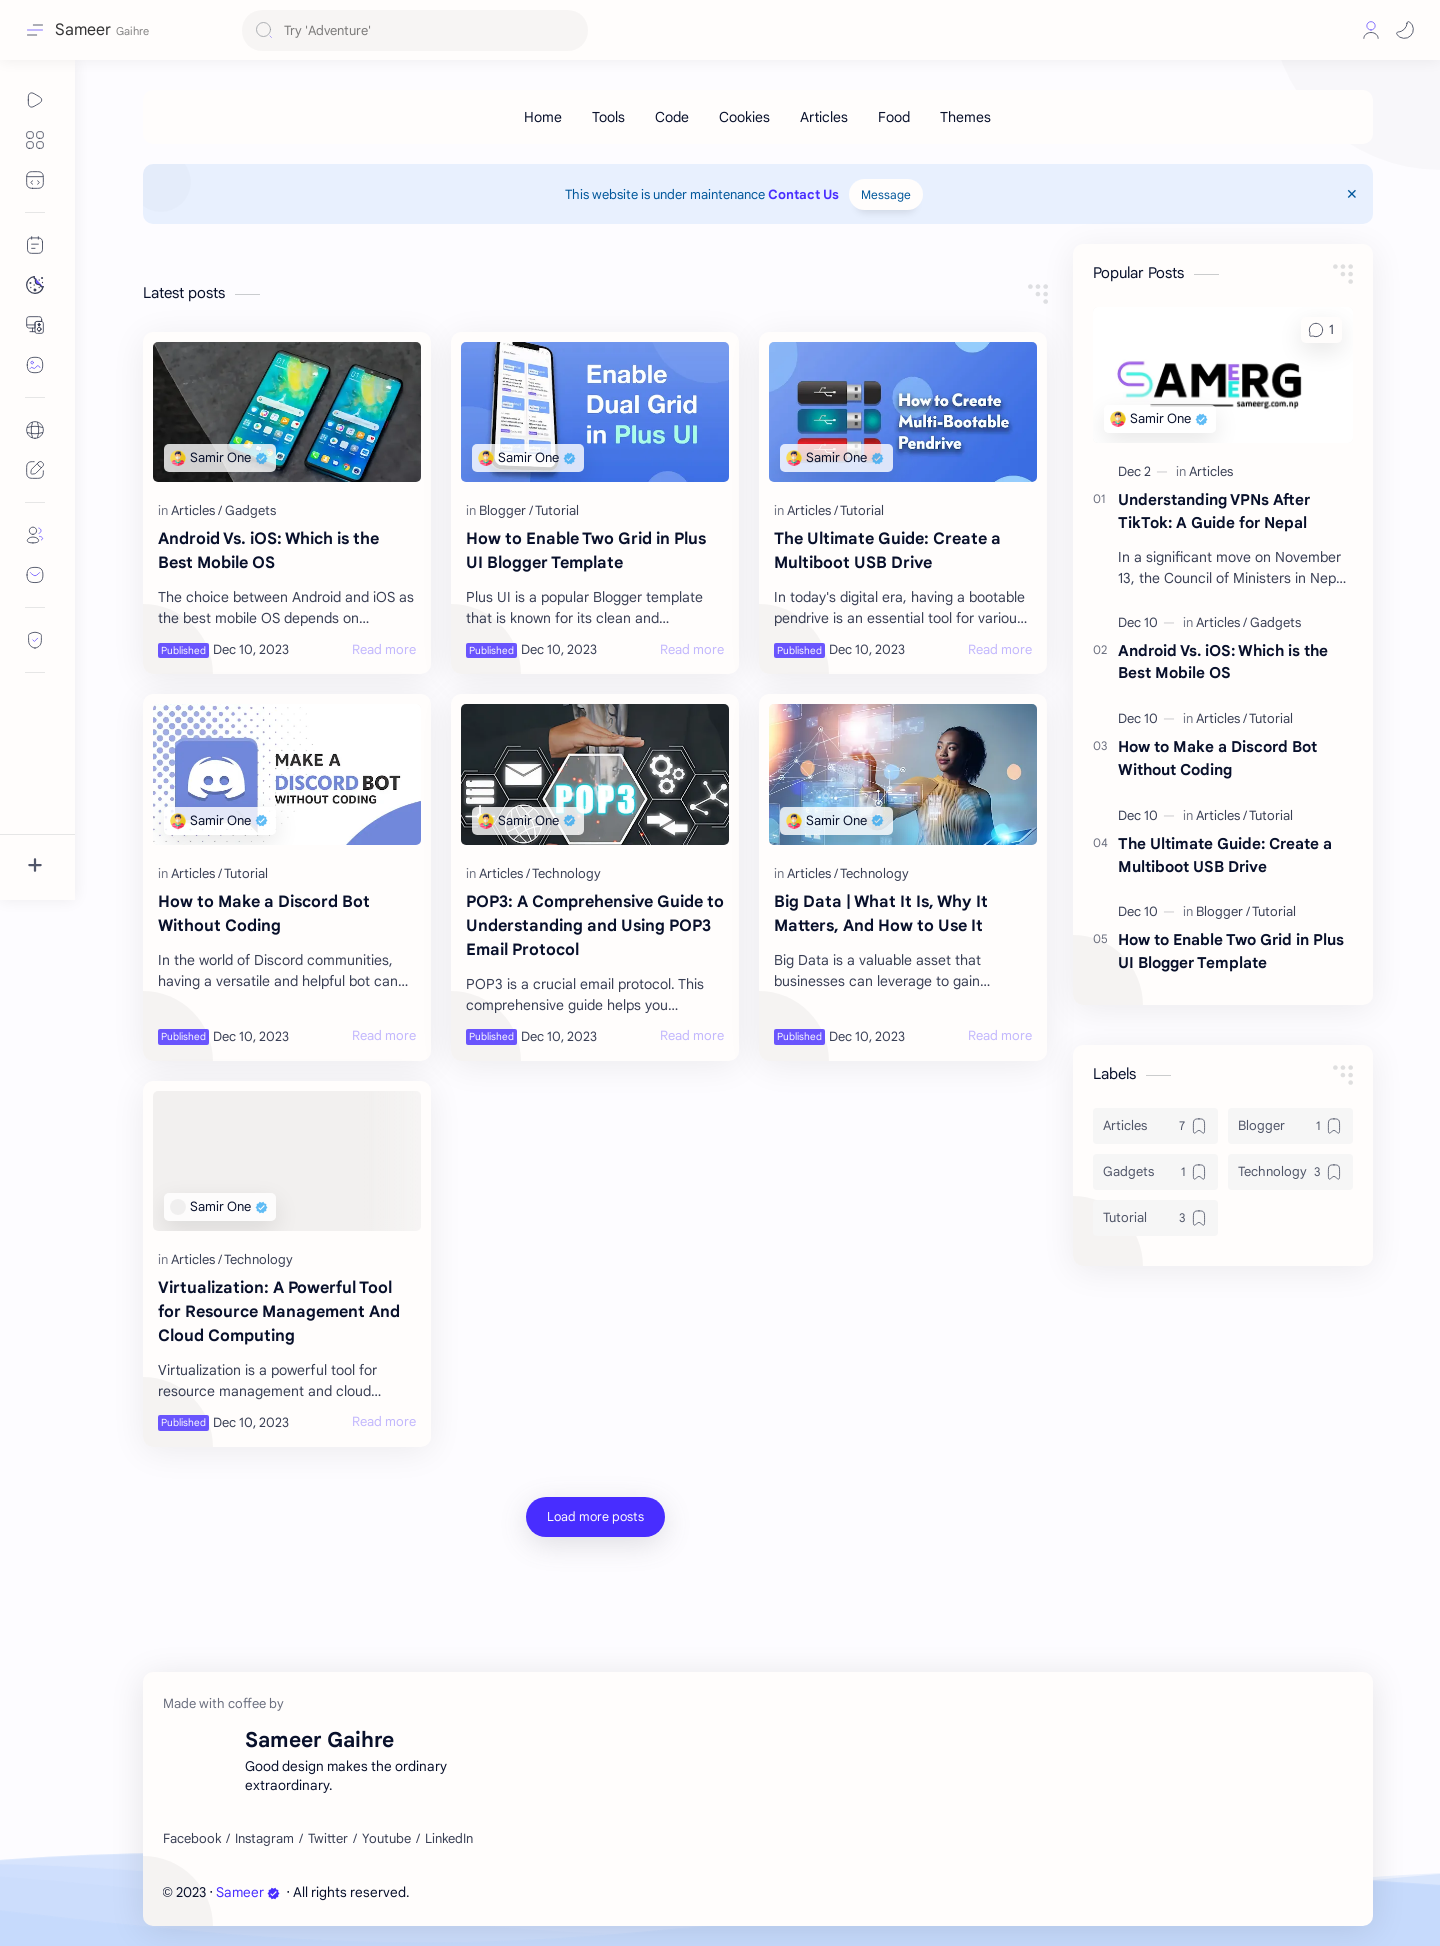 Sameer Gaihre
Try 'Adventure'
Home Tools Code Cookies Articles Food Themes
This website is under maintenance Contact Us Message
Latest posts
Enable
Dual Grid
in Plus UI
How to Create
Multi-Bootable
Pendrive
Samir One
Samir One
Samir One
in Articles / Gadgets
Android Vs. iOS: Which is the
Best Mobile OS
The choice between Android and iOS as
the best mobile OS depends on...
Published Dec 10, 2023 Read more
in Blogger / Tutorial
How to Enable Two Grid in Plus
UI Blogger Template
Plus UI is a popular Blogger template
that is known for its clean and...
Published Dec 10, 2023 Read more
in Articles / Tutorial
The Ultimate Guide: Create a
Multiboot USB Drive
In today's digital era, having a bootable
pendrive is an essential tool for variou...
Published Dec 10, 2023 Read more
MAKE A
DISCORD BOT
WITHOUT CODING
Samir One
in Articles / Tutorial
How to Make a Discord Bot
Without Coding
In the world of Discord communities,
having a versatile and helpful bot can...
Published Dec 10, 2023 Read more
POP3
Samir One
in Articles / Technology
POP3: A Comprehensive Guide to
Understanding and Using POP3
Email Protocol
POP3 is a crucial email protocol. This
comprehensive guide helps you...
Published Dec 10, 2023 Read more
Samir One
in Articles / Technology
Big Data | What It Is, Why It
Matters, And How to Use It
Big Data is a valuable asset that
businesses can leverage to gain...
Published Dec 10, 2023 Read more
Samir One
in Articles / Technology
Virtualization: A Powerful Tool
for Resource Management And
Cloud Computing
Virtualization is a powerful tool for
resource management and cloud...
Published Dec 10, 2023 Read more
Load more posts
Popular Posts
1
SAMEERG
sameerg.com.np
Samir One
Dec 2 in Articles
01 Understanding VPNs After
TikTok: A Guide for Nepal
In a significant move on November
13, the Council of Ministers in Nep...
Dec 10 in Articles / Gadgets
02 Android Vs. iOS: Which is the
Best Mobile OS
Dec 10 in Articles / Tutorial
03 How to Make a Discord Bot
Without Coding
Dec 10 in Articles / Tutorial
04 The Ultimate Guide: Create a
Multiboot USB Drive
Dec 10 in Blogger / Tutorial
05 How to Enable Two Grid in Plus
UI Blogger Template
Labels
Articles 7 Blogger 1
Gadgets 1 Technology 3
Tutorial 3
Made with coffee by
Sameer Gaihre
Good design makes the ordinary
extraordinary.
Facebook / Instagram / Twitter / Youtube / LinkedIn
© 2023 · Sameer · All rights reserved.